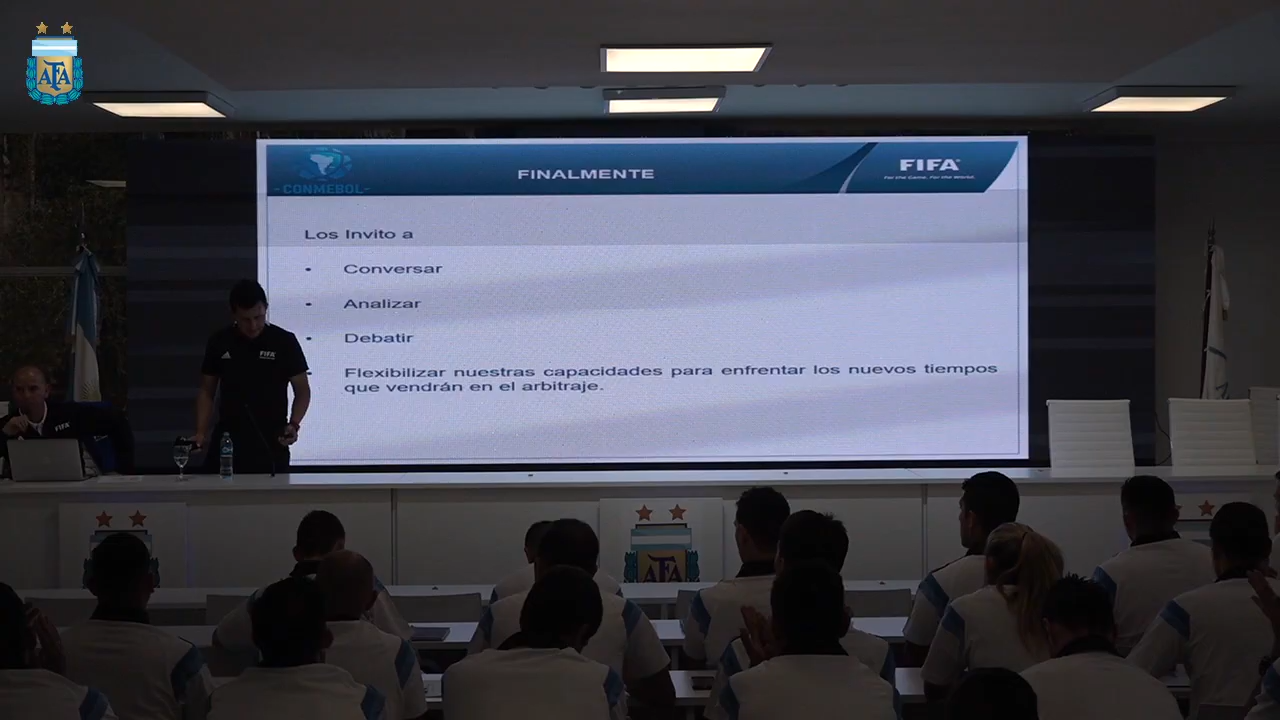 AFA
FINALMENTE
-CONMEBOL-
FIFA
For the Game. For the World.
Los Invito a
• Conversar
• Analizar
• Debatir
Flexibilizar nuestras capacidades para enfrentar los nuevos tiempos
que vendrán en el arbitraje.
FIFA
FIFA
AFA